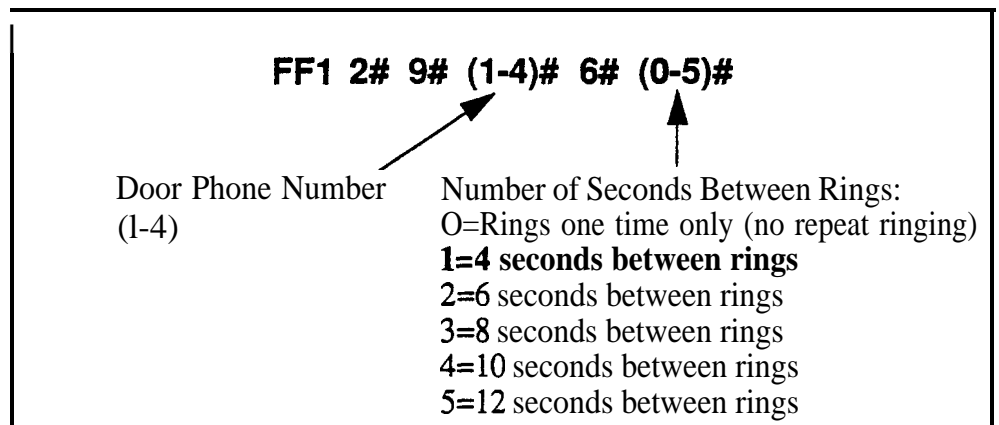 FF1 2# 9# (1-4)# 6# (0-5)#
Door Phone Number
(1-4)
Number of Seconds Between Rings:
O=Rings one time only (no repeat ringing)
1=4 seconds between rings
2=6 seconds between rings
3=8 seconds between rings
4=10 seconds between rings
5=12 seconds between rings